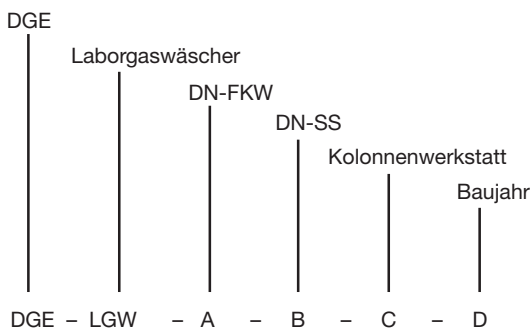 DGE
Laborgaswäscher
DN-FKW
DN-SS
Kolonnenwerkstatt
Baujahr
DGE – LGW – A – B – C – D